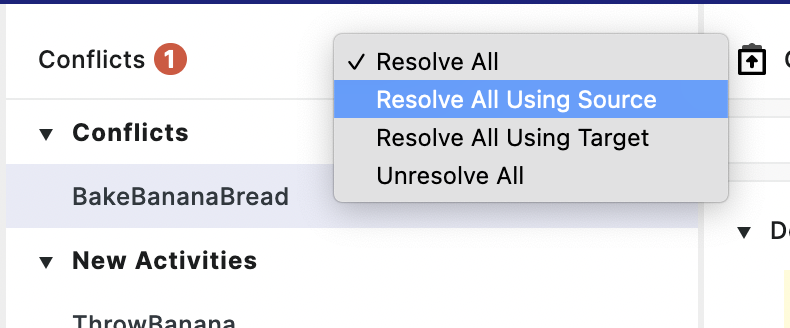 Conflicts 1
✓ Resolve All
Resolve All Using Source
Resolve All Using Target
Unresolve All
Conflicts
BakeBananaBread
New Activities
ThrowBanana